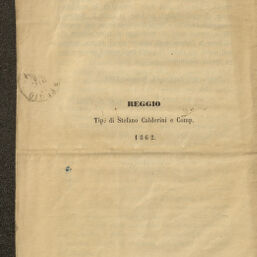 REGGIO
Tip. di Stefano Calderini e Comp.
1862.